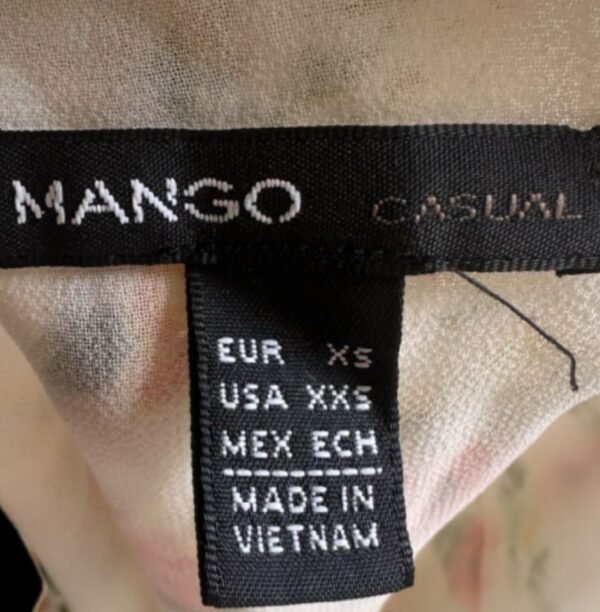 MANGO CASUAL
EUR XS
USA XXS
MEX ECH
MADE IN
VIETNAM